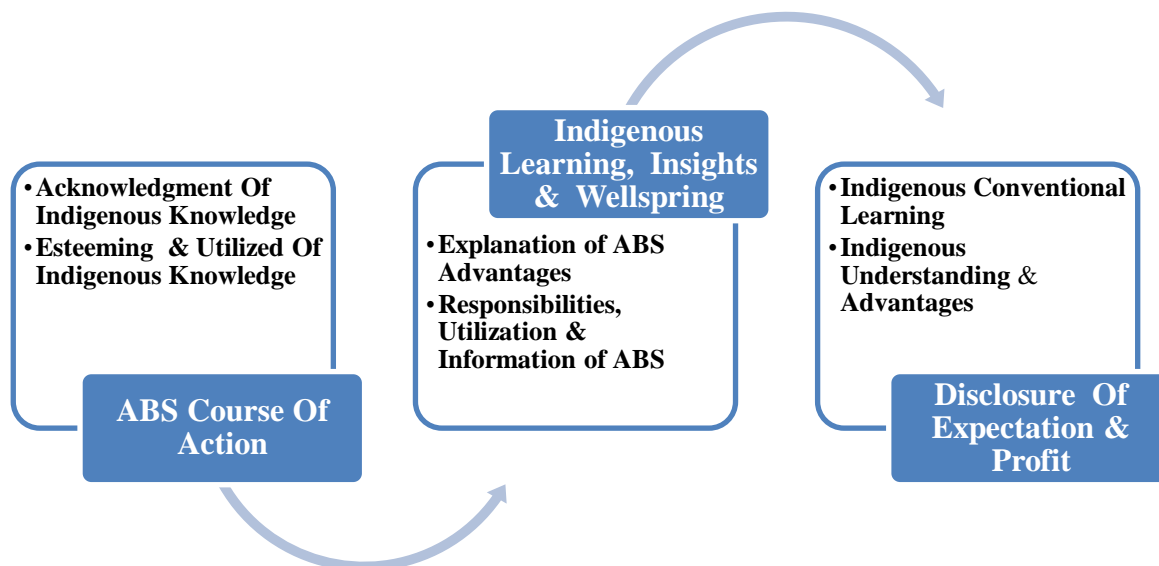 •Acknowledgment Of
Indigenous Knowledge
•Esteeming & Utilized Of
Indigenous Knowledge
ABS Course Of
Action
Indigenous
Learning, Insights
& Wellspring
•Explanation of ABS
Advantages
•Responsibilities,
Utilization &
Information of ABS
•Indigenous Conventional
Learning
•Indigenous
Understanding &
Advantages
Disclosure Of
Expectation &
Profit